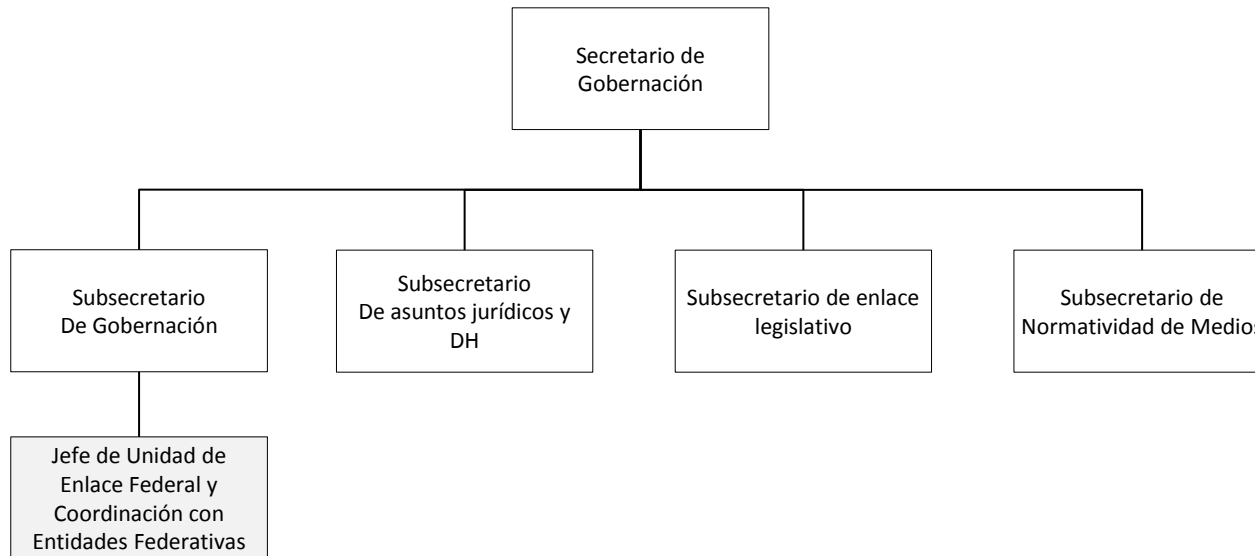 Secretario de
Gobernación
Subsecretario
De Gobernación
Subsecretario
De asuntos jurídicos y
DH
Subsecretario de enlace
legislativo
Subsecretario de
Normatividad de Medios
Jefe de Unidad de
Enlace Federal y
Coordinación con
Entidades Federativas